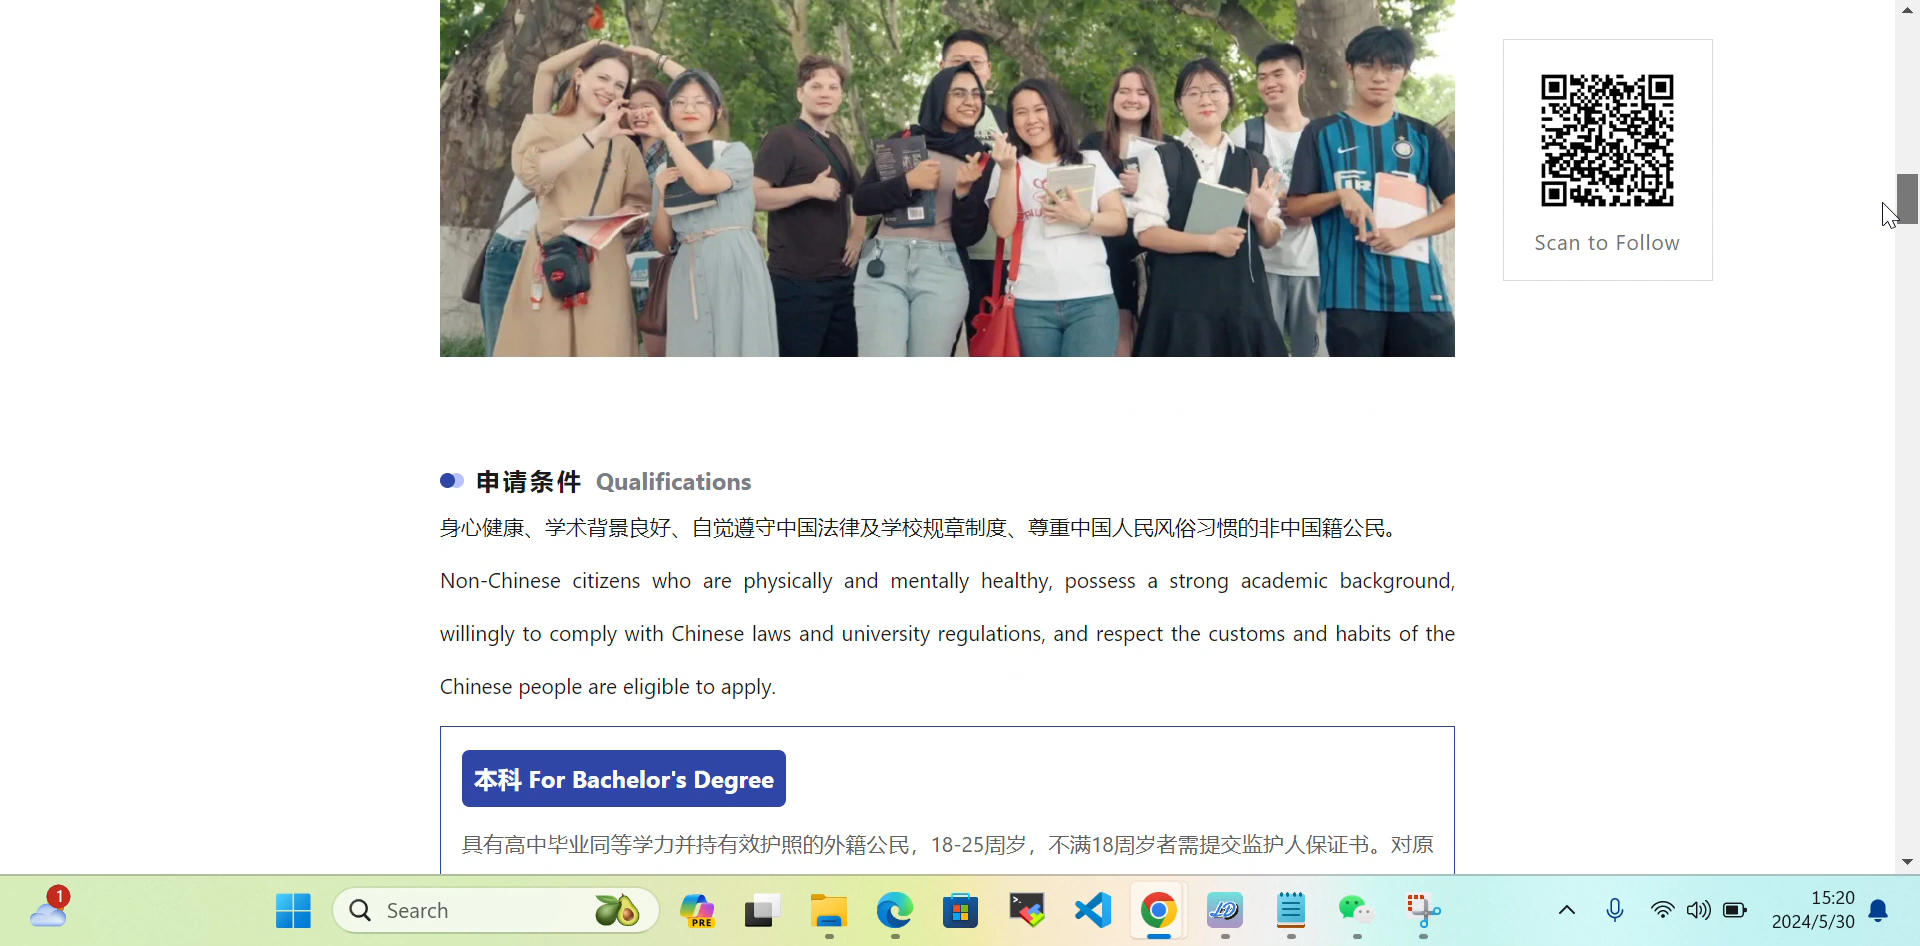 Scan to Follow
申请条件 Qualifications
身心健康、学术背景良好、自觉遵守中国法律及学校规章制度、尊重中国人民风俗习惯的非中国籍公民。
Non-Chinese citizens who are physically and mentally healthy, possess a strong academic background,
willingly to comply with Chinese laws and university regulations, and respect the customs and habits of the
Chinese people are eligible to apply.
本科 For Bachelor's Degree
具有高中毕业同等学力并持有效护照的外籍公民，18-25周岁，不满18周岁者需提交监护人保证书。对原
1
Search
PRE
15:20
2024/5/30